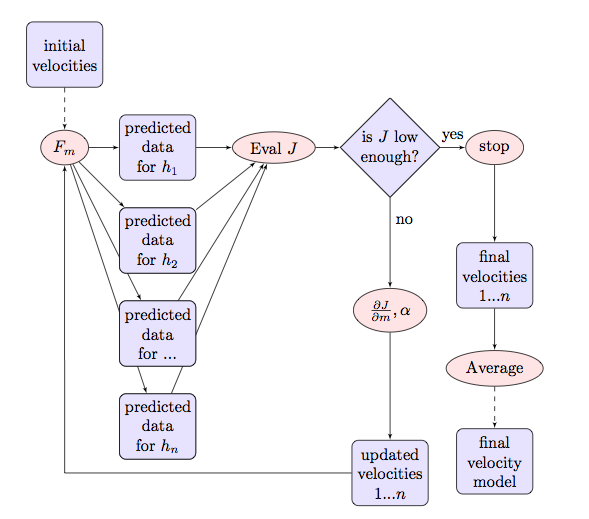 initial
velocities
F_m
predicted
data
for h_1
Eval J
is J low
enough?
yes
stop
predicted
data
for h_2
no
final
velocities
1...n
predicted
data
for ...
∂J/∂m, α
Average
predicted
data
for h_n
updated
velocities
1...n
final
velocity
model